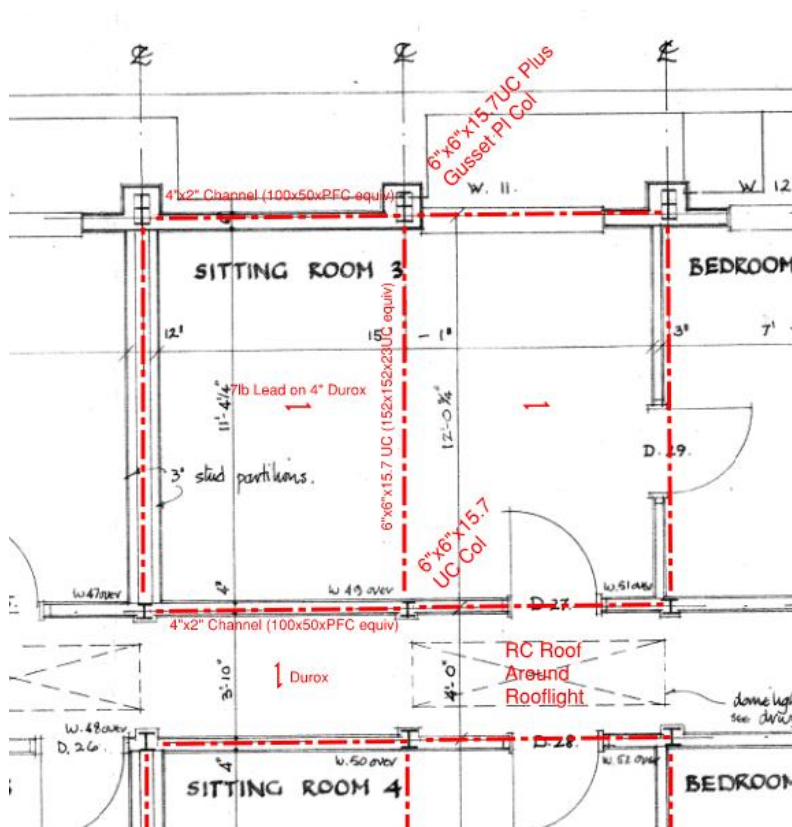 ℄ ℄ ℄
6"x6"x15.7UC Plus
Gusset Pl Col
4"x2" Channel (100x50xPFC equiv)
W. 11.
W. 12
SITTING ROOM 3
BEDROOM
12"
15' - 1"
3"
7'
6"x6"x15.7 UC (152x152x23UC equiv)
7lb Lead on 4" Durox
11'-4¼"
12'-0¾"
D. 29.
3" stud partitions.
6"x6"x15.7
UC Col
W.47 over
4"
W 49 over
D.27.
W.51 over
4"x2" Channel (100x50xPFC equiv)
RC Roof
Around
Rooflight
Durox
3'-10"
4'-0"
see
W.48 over
D.26.
4"
W.50 over
D.28.
W.52 over
SITTING ROOM 4
BEDROOM